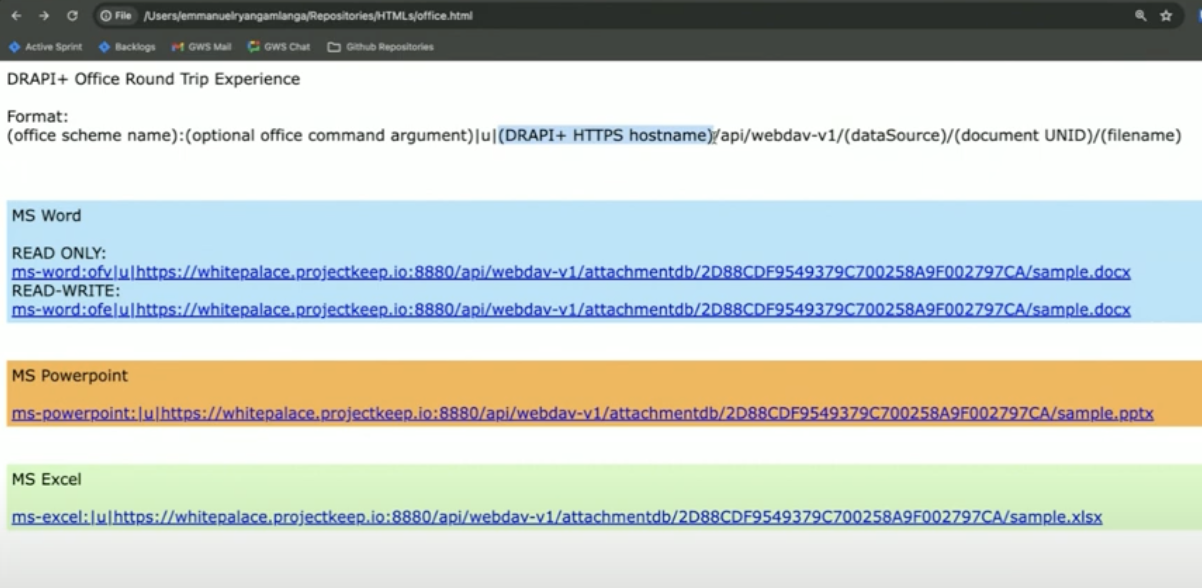 File /Users/emmanuelryangamlanga/Repositories/HTMLs/office.html
Active Sprint Backlogs GWS Mail GWS Chat Github Repositories
DRAPI+ Office Round Trip Experience
Format:
(office scheme name):(optional office command argument)|u|(DRAPI+ HTTPS hostname)/api/webdav-v1/(dataSource)/(document UNID)/(filename)
MS Word
READ ONLY:
ms-word:ofv|u|https://whitepalace.projectkeep.io:8880/api/webdav-v1/attachmentdb/2D88CDF9549379C700258A9F002797CA/sample.docx
READ-WRITE:
ms-word:ofe|u|https://whitepalace.projectkeep.io:8880/api/webdav-v1/attachmentdb/2D88CDF9549379C700258A9F002797CA/sample.docx
MS Powerpoint
ms-powerpoint:|u|https://whitepalace.projectkeep.io:8880/api/webdav-v1/attachmentdb/2D88CDF9549379C700258A9F002797CA/sample.pptx
MS Excel
ms-excel:|u|https://whitepalace.projectkeep.io:8880/api/webdav-v1/attachmentdb/2D88CDF9549379C700258A9F002797CA/sample.xlsx